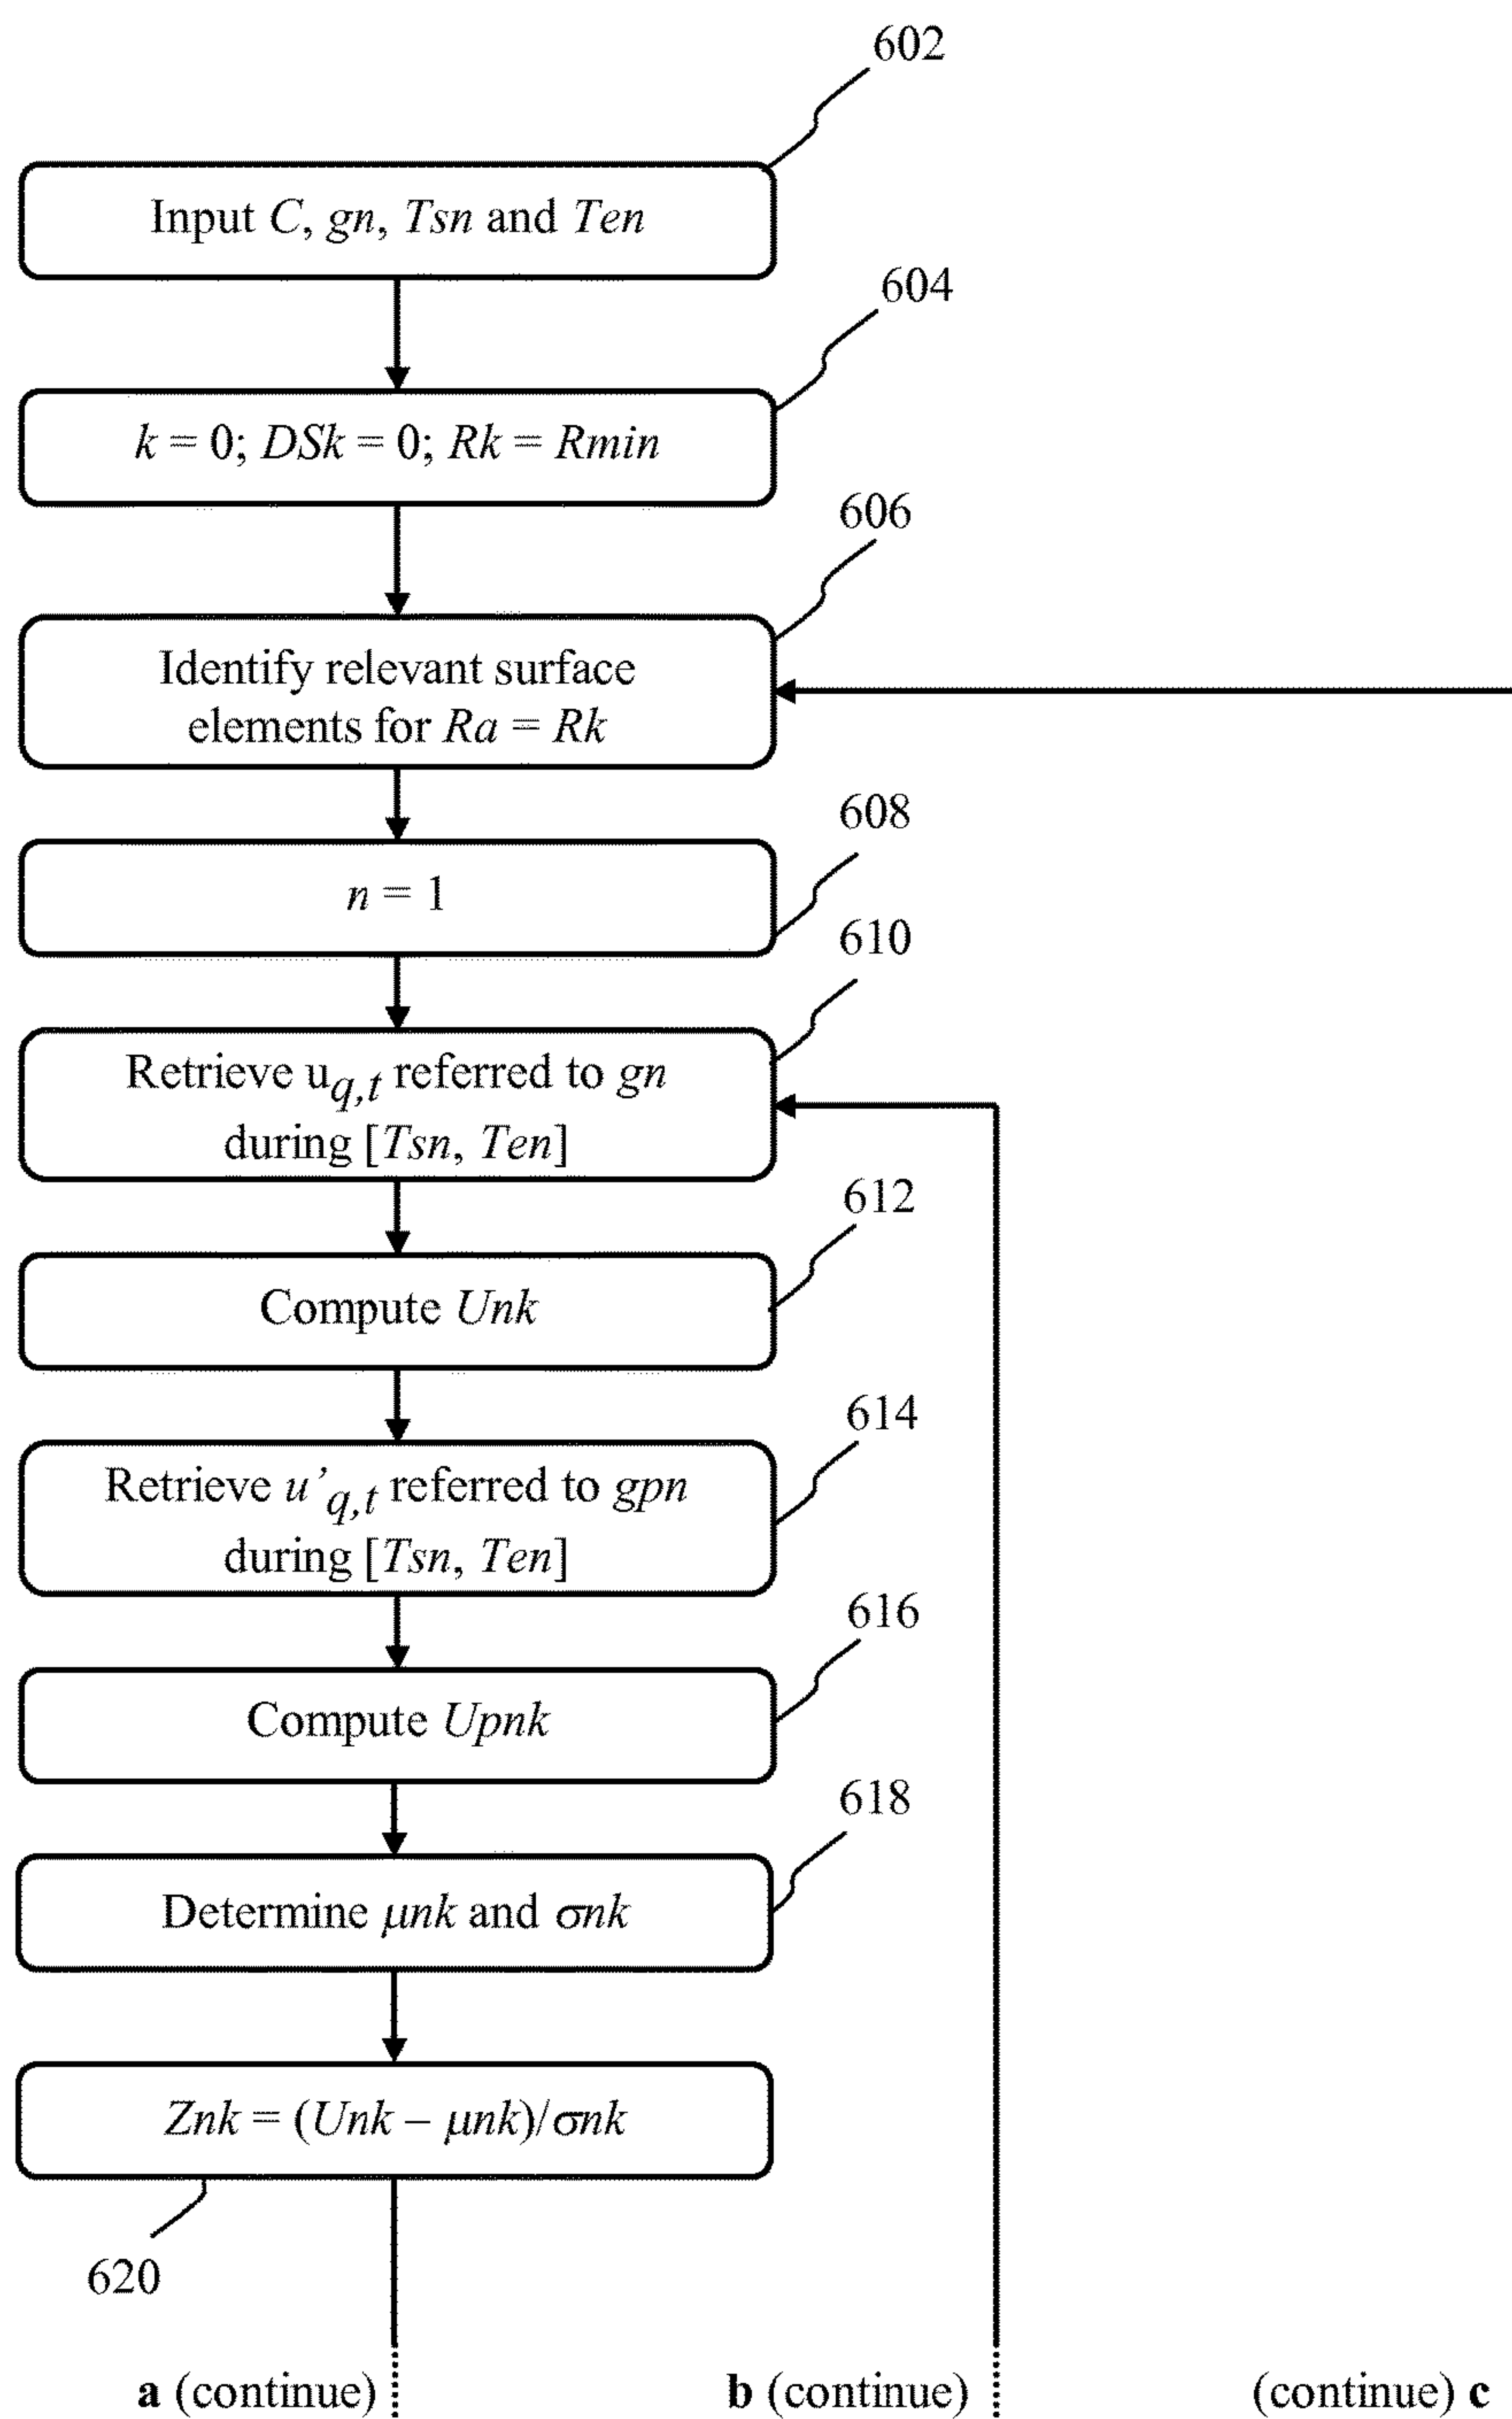 602
Input C, gn, Tsn and Ten
604
k = 0; DSk = 0; Rk = Rmin
606
Identify relevant surface
elements for Ra = Rk
608
n = 1
610
Retrieve uq,t referred to gn
during [Tsn, Ten]
612
Compute Unk
614
Retrieve u’q,t referred to gpn
during [Tsn, Ten]
616
Compute Upnk
618
Determine μnk and σnk
Znk = (Unk – μnk)/σnk
620
a (continue)
b (continue)
(continue) c